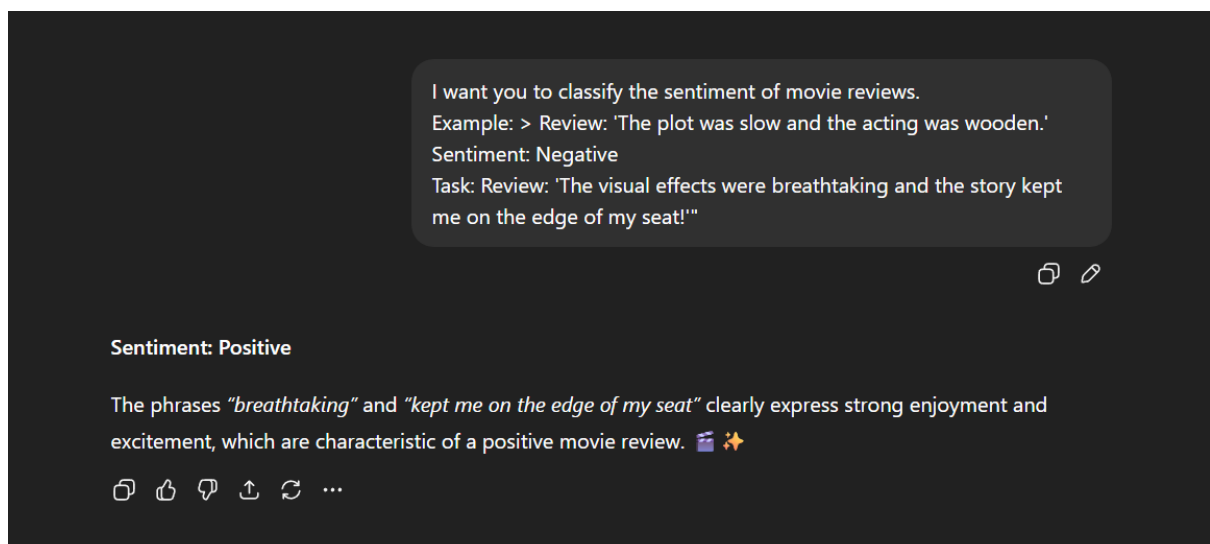 I want you to classify the sentiment of movie reviews.
Example: > Review: 'The plot was slow and the acting was wooden.'
Sentiment: Negative
Task: Review: 'The visual effects were breathtaking and the story kept
me on the edge of my seat!'"
Sentiment: Positive
The phrases “breathtaking” and “kept me on the edge of my seat” clearly express strong enjoyment and
excitement, which are characteristic of a positive movie review. 🎬 ✨